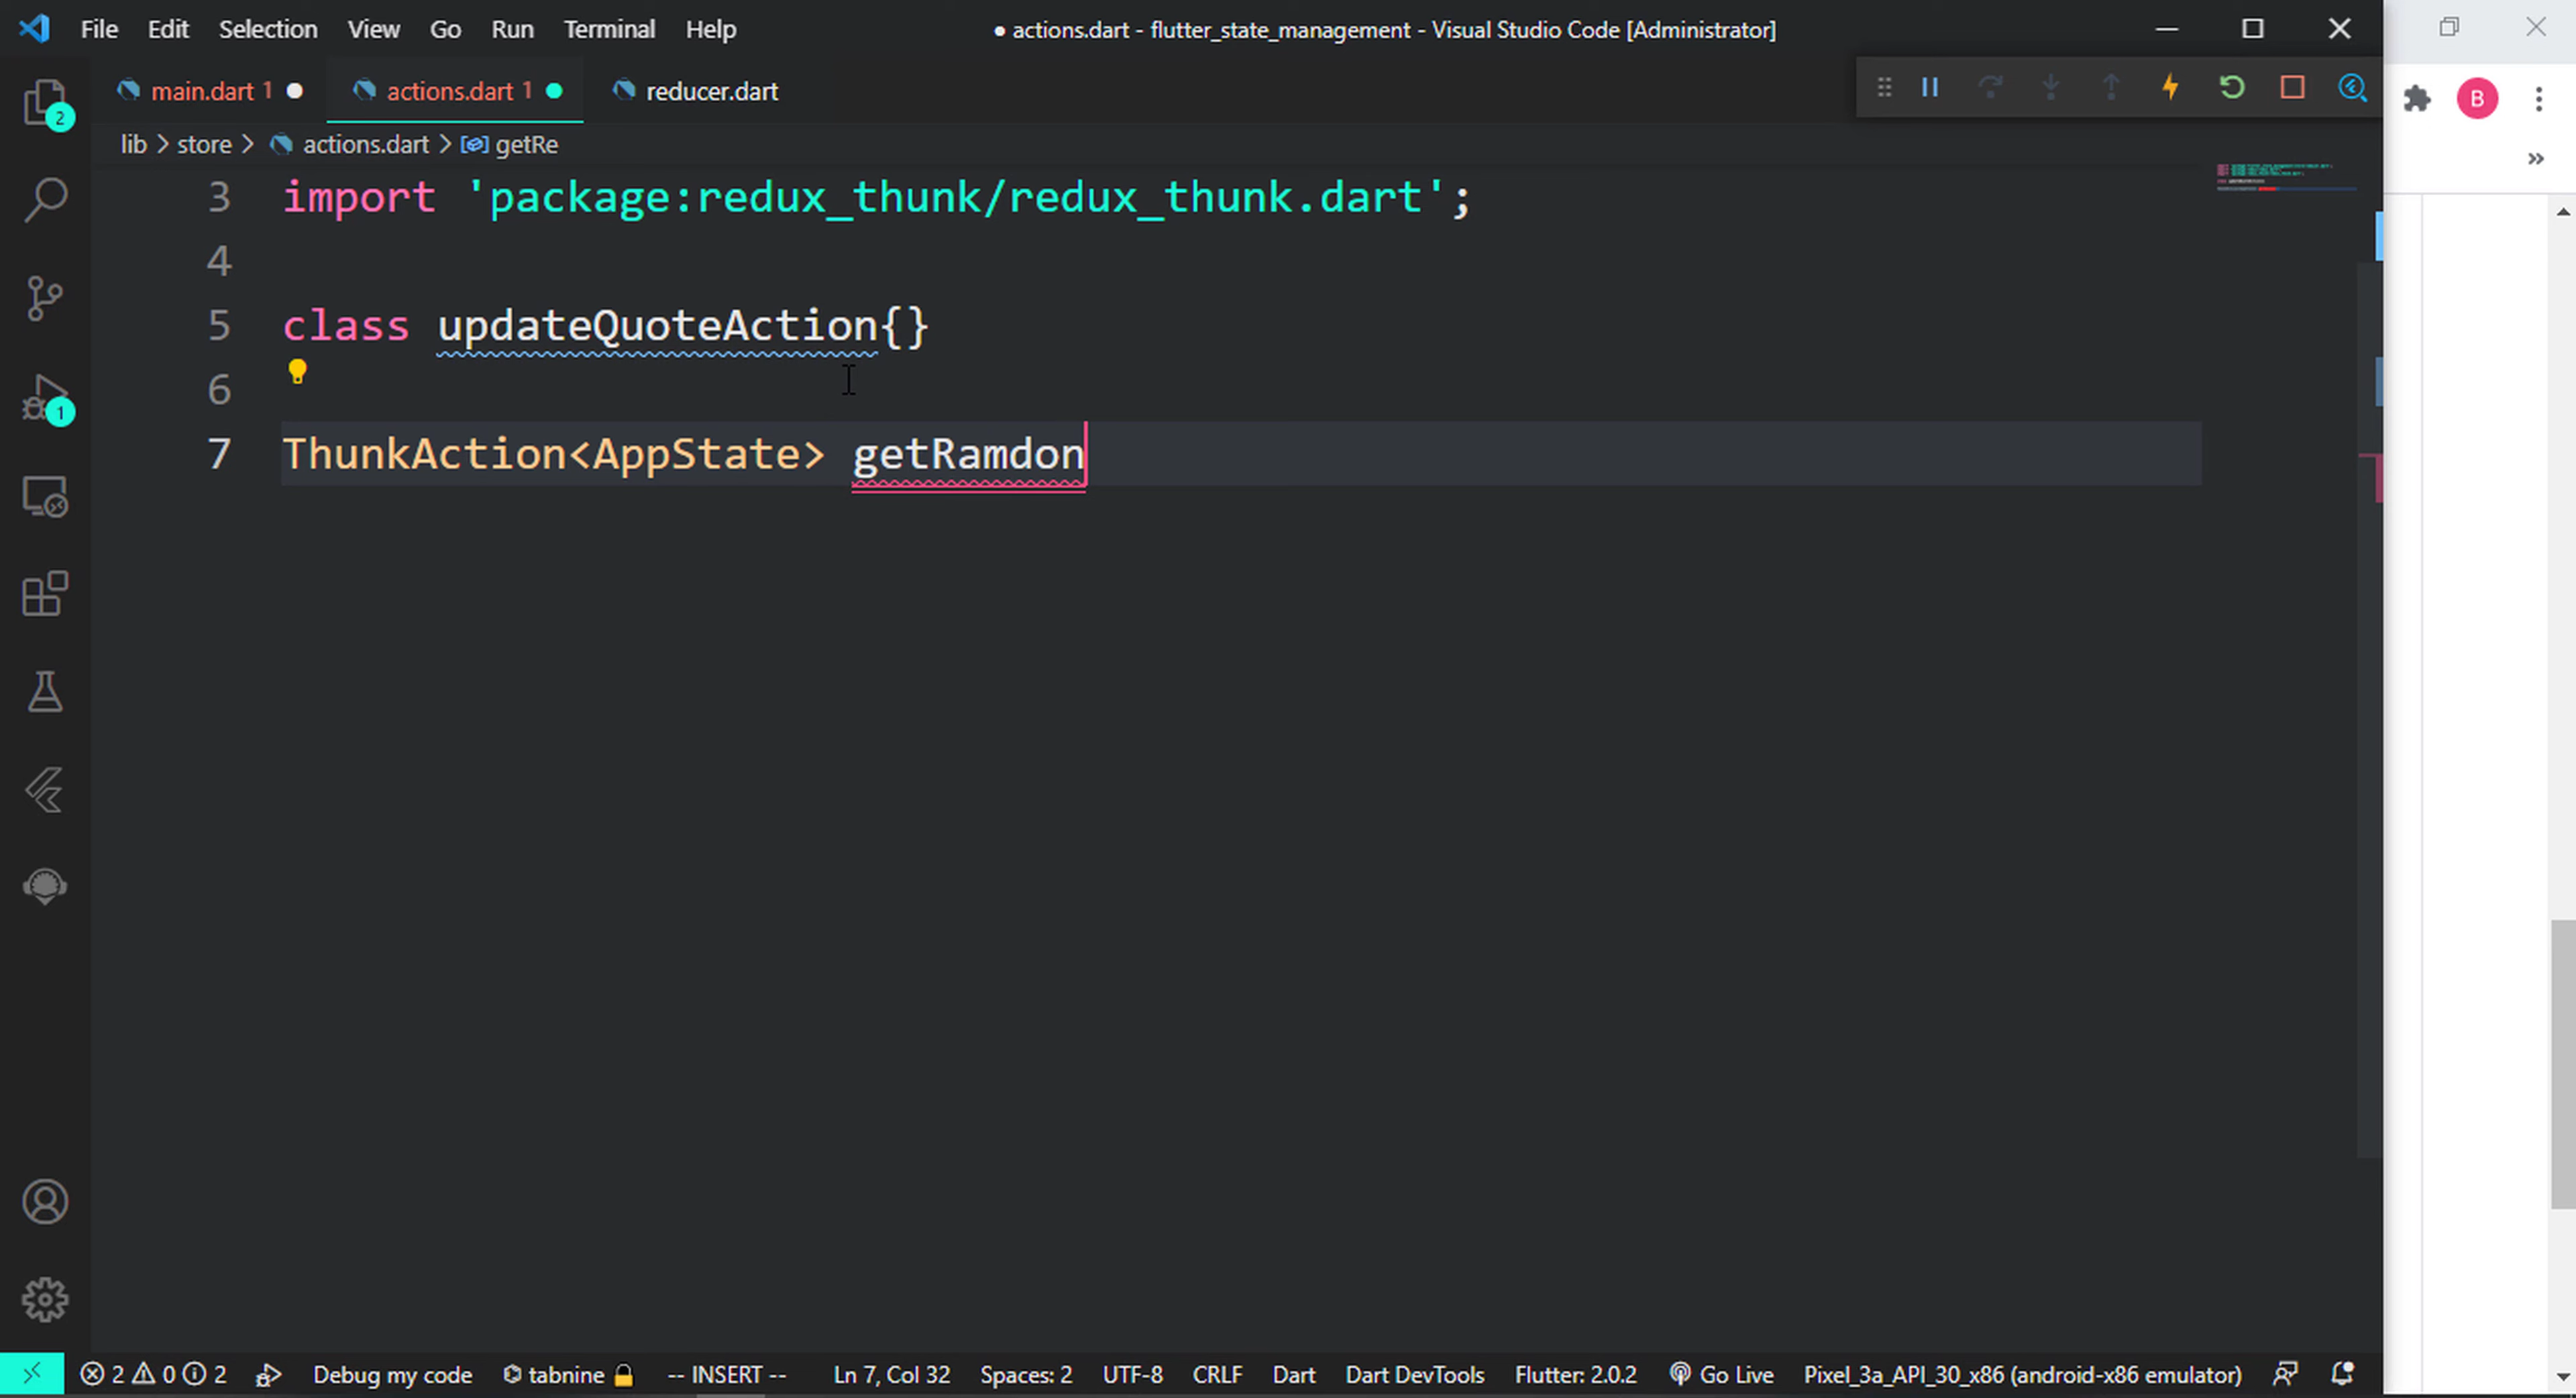 File Edit Selection View Go Run Terminal Help
● actions.dart - flutter_state_management - Visual Studio Code [Administrator]
main.dart 1 actions.dart 1 reducer.dart
B
2
lib > store > actions.dart > getRe
3 import 'package:redux_thunk/redux_thunk.dart';
4
5 class updateQuoteAction{}
6
7 ThunkAction<AppState> getRamdon
1
2 0 2 Debug my code tabnine -- INSERT -- Ln 7, Col 32 Spaces: 2 UTF-8 CRLF Dart Dart DevTools Flutter: 2.0.2 Go Live Pixel_3a_API_30_x86 (android-x86 emulator)